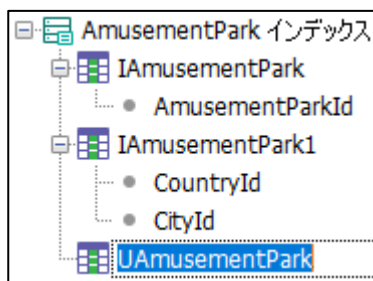 AmusementPark インデックス
IAmusementPark
AmusementParkId
IAmusementPark1
CountryId
CityId
UAmusementPark